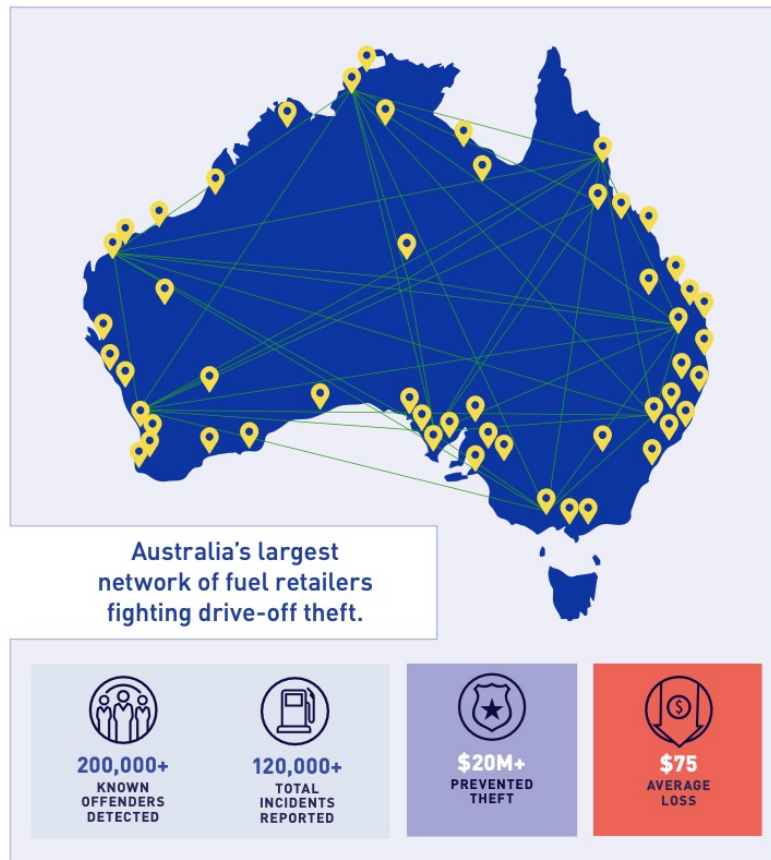 Australia's largest
network of fuel retailers
fighting drive-off theft.
200,000+
KNOWN
OFFENDERS
DETECTED
120,000+
TOTAL
INCIDENTS
REPORTED
$20M+
PREVENTED
THEFT
$
$75
AVERAGE
LOSS